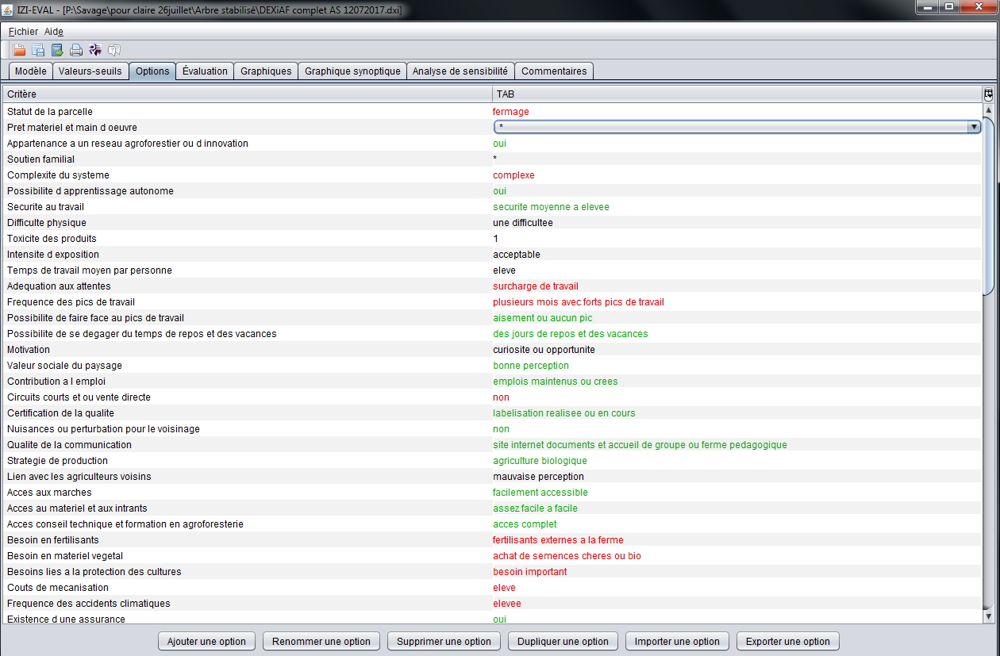 IZI-EVAL - [P:\Savage\pour claire 26juillet\Arbre stabilisé\DEXiAF complet AS 12072017.dxi]
Fichier Aide
Modèle Valeurs-seuils Options Évaluation Graphiques Graphique synoptique Analyse de sensibilité Commentaires
Critère TAB
Statut de la parcelle fermage
Pret materiel et main d oeuvre *
Appartenance a un reseau agroforestier ou d innovation oui
Soutien familial *
Complexite du systeme complexe
Possibilite d apprentissage autonome oui
Securite au travail securite moyenne a elevee
Difficulte physique une difficultee
Toxicite des produits 1
Intensite d exposition acceptable
Temps de travail moyen par personne eleve
Adequation aux attentes surcharge de travail
Frequence des pics de travail plusieurs mois avec forts pics de travail
Possibilite de faire face au pics de travail aisement ou aucun pic
Possibilite de se degager du temps de repos et des vacances des jours de repos et des vacances
Motivation curiosite ou opportunite
Valeur sociale du paysage bonne perception
Contribution a l emploi emplois maintenus ou crees
Circuits courts et ou vente directe non
Certification de la qualite labelisation realisee ou en cours
Nuisances ou perturbation pour le voisinage non
Qualite de la communication site internet documents et accueil de groupe ou ferme pedagogique
Strategie de production agriculture biologique
Lien avec les agriculteurs voisins mauvaise perception
Acces aux marches facilement accessible
Acces au materiel et aux intrants assez facile a facile
Acces conseil technique et formation en agroforesterie acces complet
Besoin en fertilisants fertilisants externes a la ferme
Besoin en materiel vegetal achat de semences cheres ou bio
Besoins lies a la protection des cultures besoin important
Couts de mecanisation eleve
Frequence des accidents climatiques elevee
Existence d une assurance oui
Ajouter une option Renommer une option Supprimer une option Dupliquer une option Importer une option Exporter une option